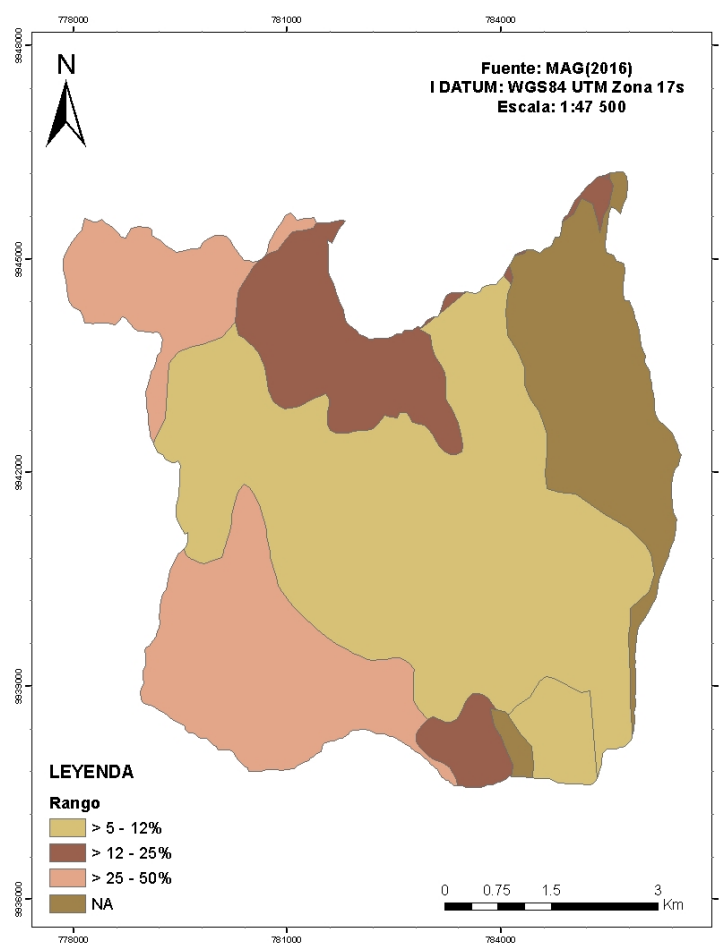 778000 781000 784000
9948000
N
Fuente: MAG(2016)
I DATUM: WGS84 UTM Zona 17s
Escala: 1:47 500
9945000
9942000
9939000
LEYENDA
Rango
> 5 - 12%
> 12 - 25%
> 25 - 50%
NA
0 0.75 1.5 3
Km
9936000
778000 781000 784000